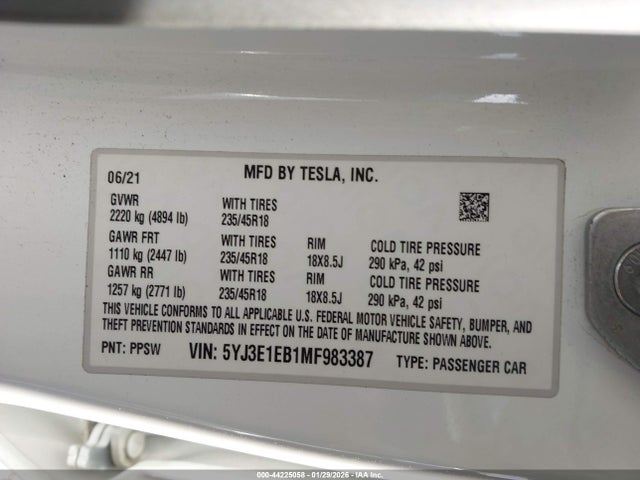 06/21 MFD BY TESLA, INC.
GVWR WITH TIRES
2220 kg (4894 lb) 235/45R18
GAWR FRT WITH TIRES RIM COLD TIRE PRESSURE
1110 kg (2447 lb) 235/45R18 18X8.5J 290 kPa, 42 psi
GAWR RR WITH TIRES RIM COLD TIRE PRESSURE
1257 kg (2771 lb) 235/45R18 18X8.5J 290 kPa, 42 psi
THIS VEHICLE CONFORMS TO ALL APPLICABLE U.S. FEDERAL MOTOR VEHICLE SAFETY, BUMPER, AND
THEFT PREVENTION STANDARDS IN EFFECT ON THE DATE OF MANUFACTURE SHOWN ABOVE.
PNT: PPSW VIN: 5YJ3E1EB1MF983387 TYPE: PASSENGER CAR
000-44225058 - 01/29/2026 - IAAI Inc.